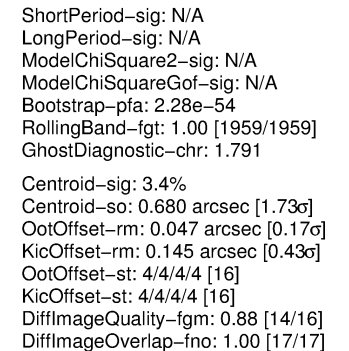 ShortPeriod−sig: N/A
LongPeriod−sig: N/A
ModelChiSquare2−sig: N/A
ModelChiSquareGof−sig: N/A
Bootstrap−pfa: 2.28e−54
RollingBand−fgt: 1.00 [1959/1959]
GhostDiagnostic−chr: 1.791
Centroid−sig: 3.4%
Centroid−so: 0.680 arcsec [1.73σ]
OotOffset−rm: 0.047 arcsec [0.17σ]
KicOffset−rm: 0.145 arcsec [0.43σ]
OotOffset−st: 4/4/4/4 [16]
KicOffset−st: 4/4/4/4 [16]
DiffImageQuality−fgm: 0.88 [14/16]
DiffImageOverlap−fno: 1.00 [17/17]